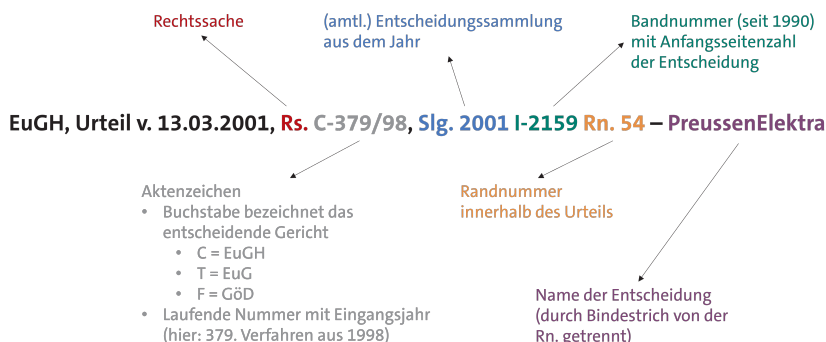 Rechtssache
(amtl.) Entscheidungssammlung
aus dem Jahr
Bandnummer (seit 1990)
mit Anfangsseitenzahl
der Entscheidung
EuGH, Urteil v. 13.03.2001, Rs. C-379/98, Slg. 2001 I-2159 Rn. 54 – PreussenElektra
Aktenzeichen
• Buchstabe bezeichnet das
entscheidende Gericht
• C = EuGH
• T = EuG
• F = GöD
• Laufende Nummer mit Eingangsjahr
(hier: 379. Verfahren aus 1998)
Randnummer
innerhalb des Urteils
Name der Entscheidung
(durch Bindestrich von der
Rn. getrennt)